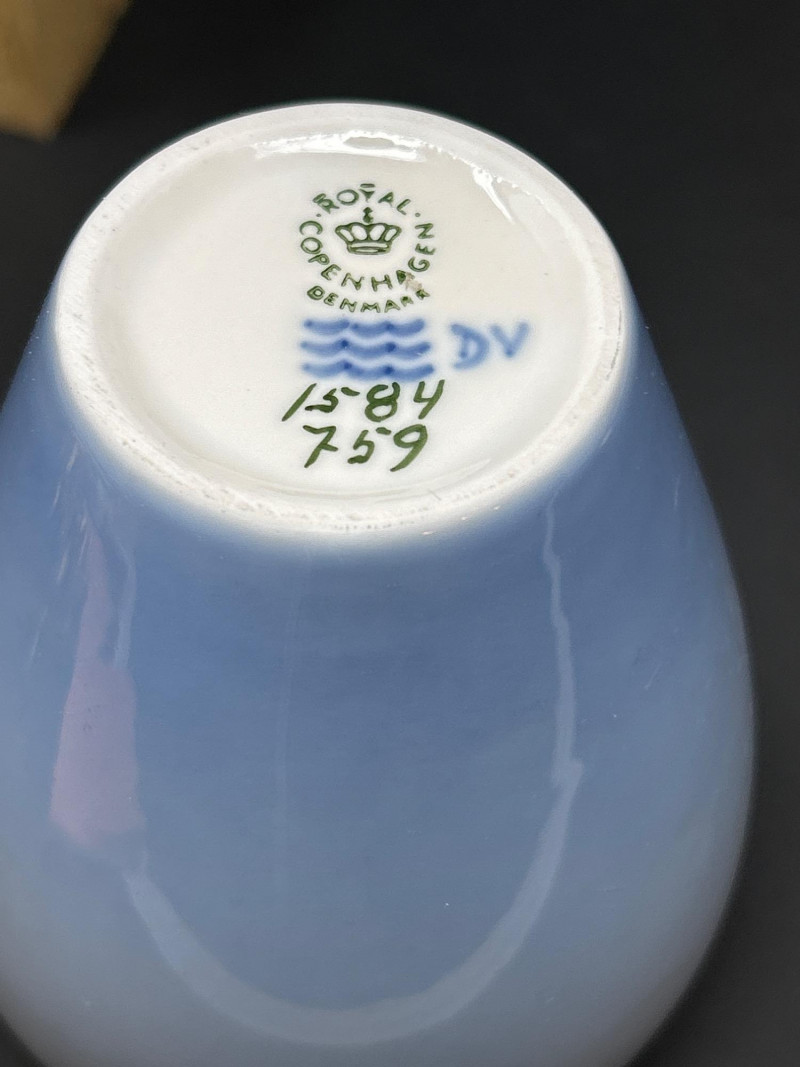 ROYAL
COPENHAGEN
DENMARK
DV
1584
759